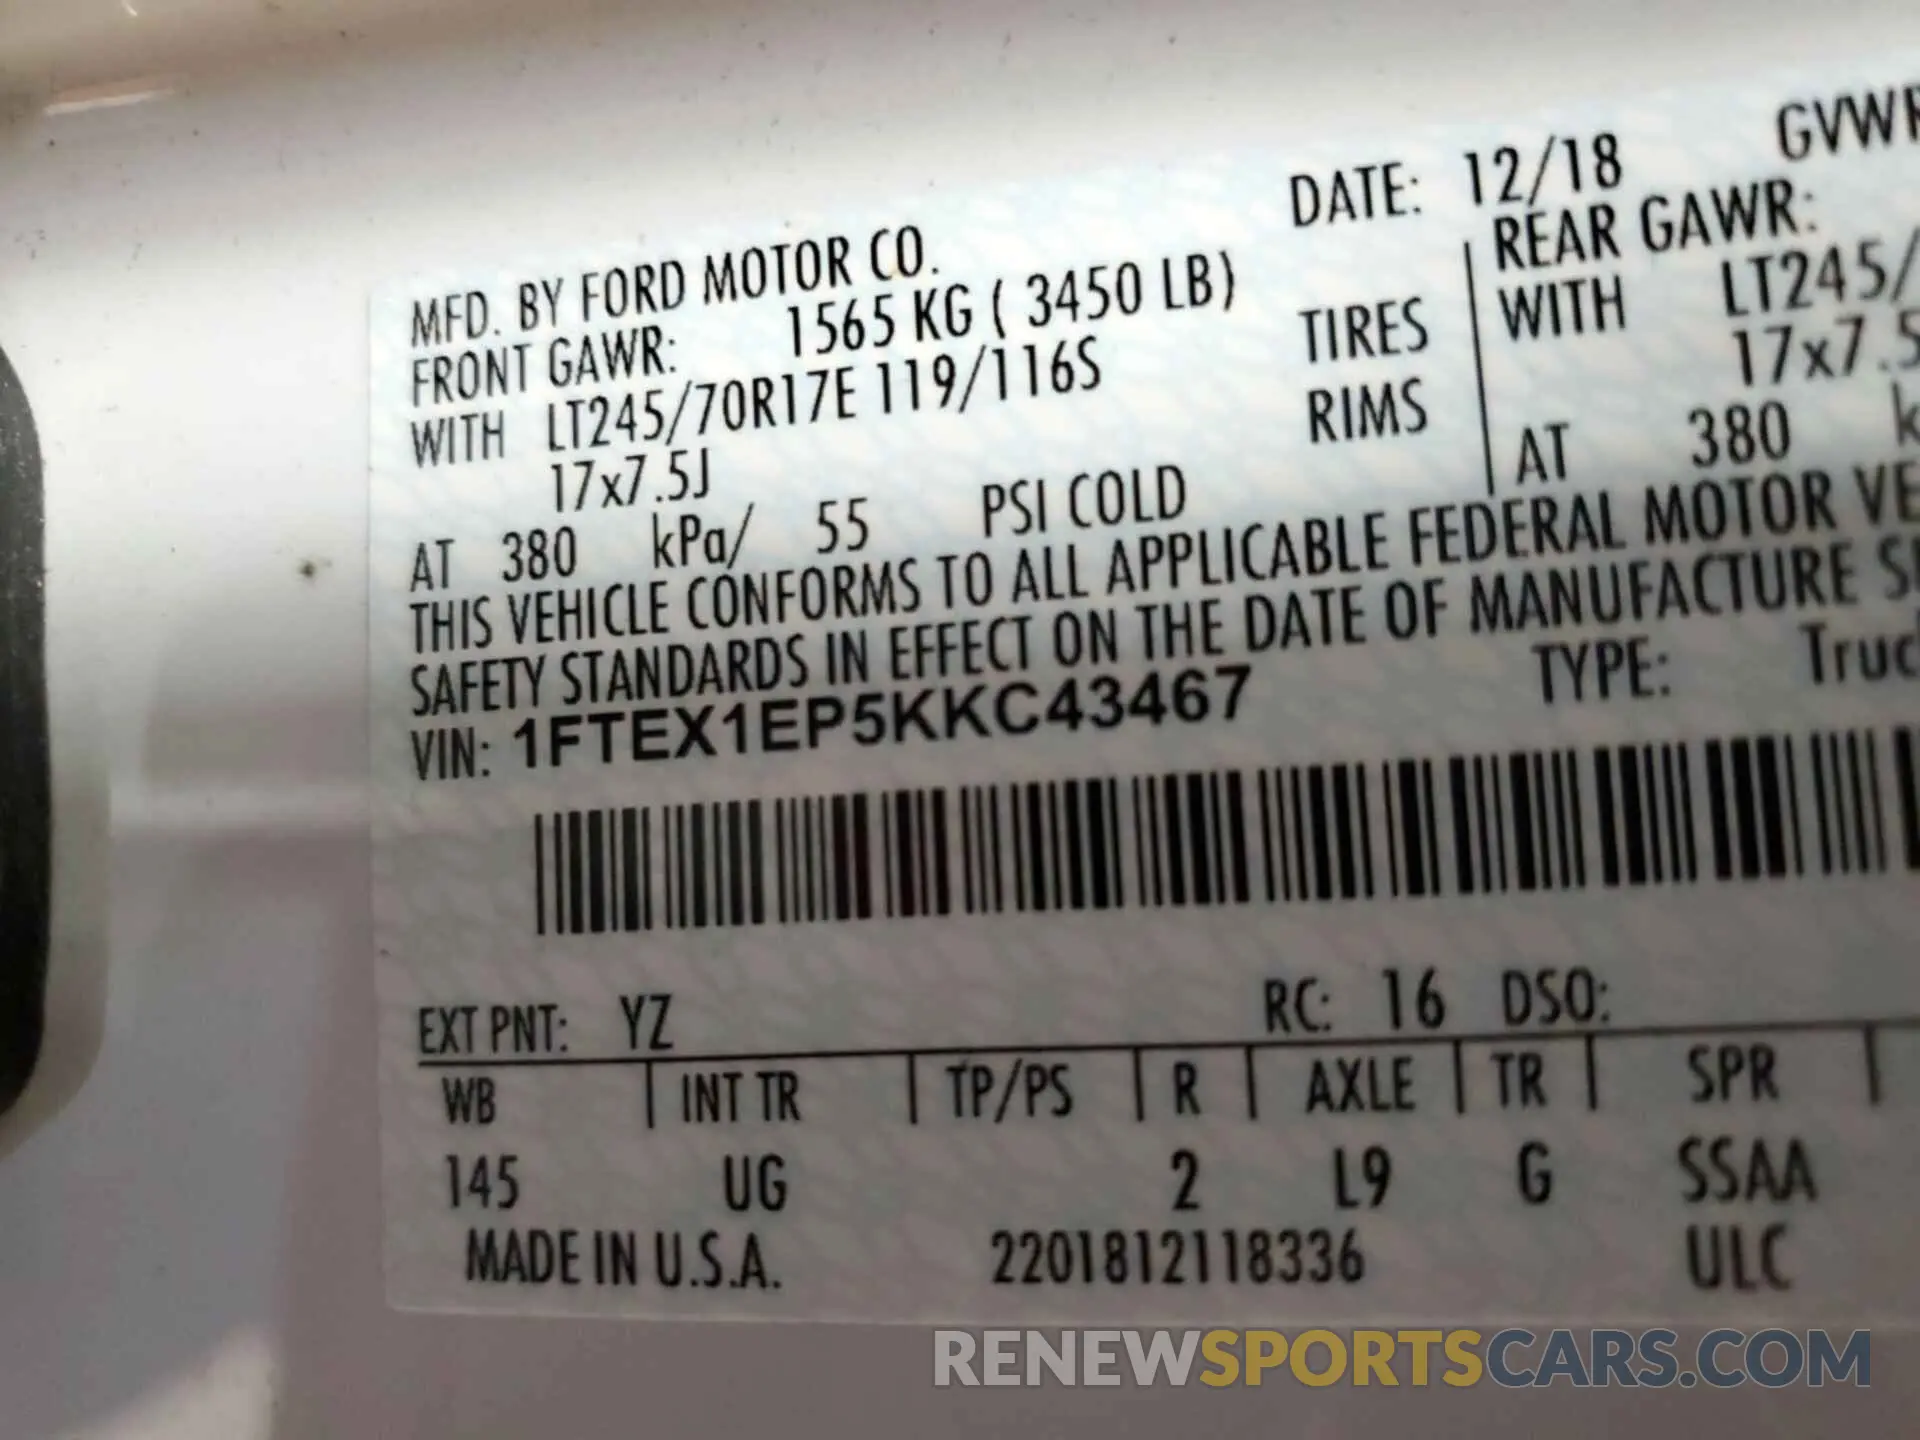 DATE: 12/18 GVWR
MFD. BY FORD MOTOR CO.
FRONT GAWR: 1565 KG ( 3450 LB)
WITH LT245/70R17E 119/116S TIRES
17x7.5J RIMS
AT 380 kPa/ 55 PSI COLD
REAR GAWR:
WITH LT245/
17x7.5
AT 380
THIS VEHICLE CONFORMS TO ALL APPLICABLE FEDERAL MOTOR
SAFETY STANDARDS IN EFFECT ON THE DATE OF MANUFACTURE
VIN: 1FTEX1EP5KKC43467 TYPE: Truc
EXT PNT: YZ RC: 16 DSO:
WB | INT TR | TP/PS | R | AXLE | TR | SPR |
145 UG 2 L9 G SSAA
MADE IN U.S.A. 2201812118336 ULC
RENEWSPORTSCARS.COM